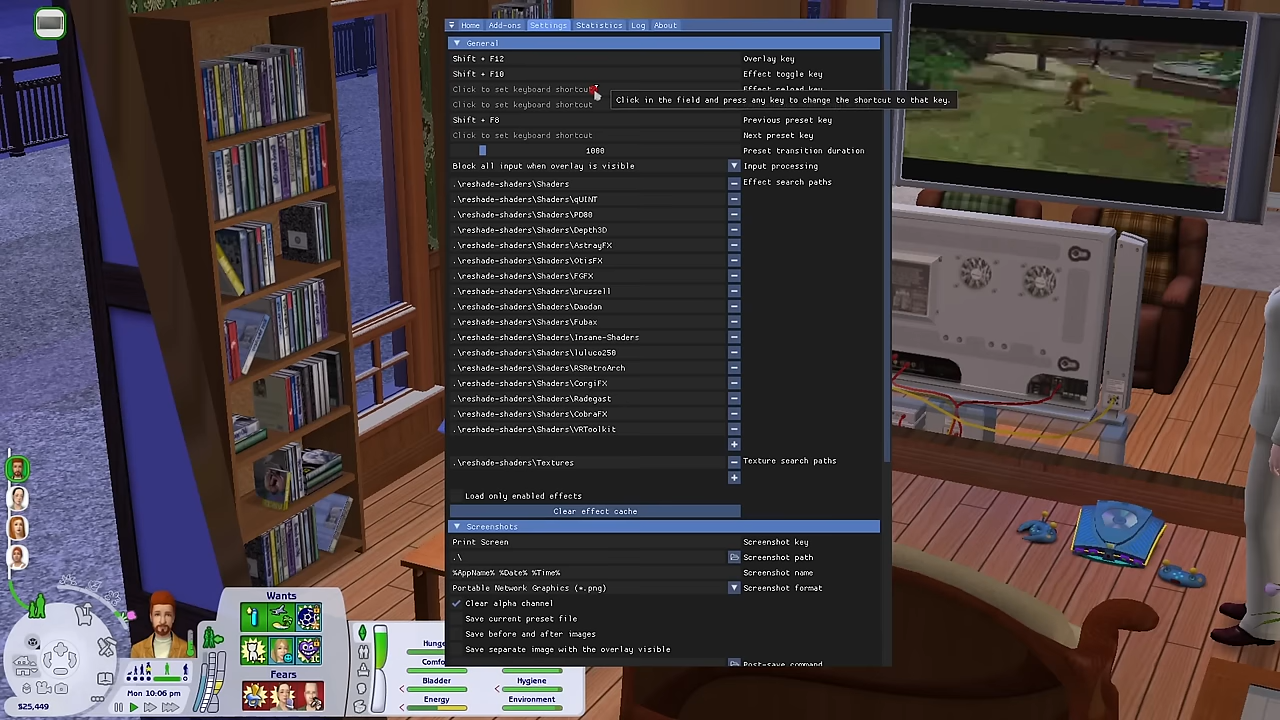 Home Add-ons Settings Statistics Log About
General
Shift + F12 Overlay key
Shift + F10 Effect toggle key
Click to set keyboard shortcut Effect reload key
Click to set keyboard shortcut
Click in the field and press any key to change the shortcut to that key.
Shift + F8 Previous preset key
Click to set keyboard shortcut Next preset key
1000 Preset transition duration
Block all input when overlay is visible Input processing
.\reshade-shaders\Shaders Effect search paths
.\reshade-shaders\Shaders\qUINT
.\reshade-shaders\Shaders\PD80
.\reshade-shaders\Shaders\Depth3D
.\reshade-shaders\Shaders\AstrayFX
.\reshade-shaders\Shaders\OtisFX
.\reshade-shaders\Shaders\FGFX
.\reshade-shaders\Shaders\brussell
.\reshade-shaders\Shaders\Daodan
.\reshade-shaders\Shaders\Fubax
.\reshade-shaders\Shaders\Insane-Shaders
.\reshade-shaders\Shaders\luluco250
.\reshade-shaders\Shaders\RSRetroArch
.\reshade-shaders\Shaders\CorgiFX
.\reshade-shaders\Shaders\Radegast
.\reshade-shaders\Shaders\CobraFX
.\reshade-shaders\Shaders\VRToolkit
.\reshade-shaders\Textures Texture search paths
Load only enabled effects
Clear effect cache
Screenshots
Print Screen Screenshot key
.\ Screenshot path
%AppName% %Date% %Time% Screenshot name
Portable Network Graphics (*.png) Screenshot format
Clear alpha channel
Save current preset file
Save before and after images
Save separate image with the overlay visible
Post-save command
Wants
Fears
Mon 10:06 pm
$25,449
Hunge
Comfo
Bladder Hygiene
Energy Environment